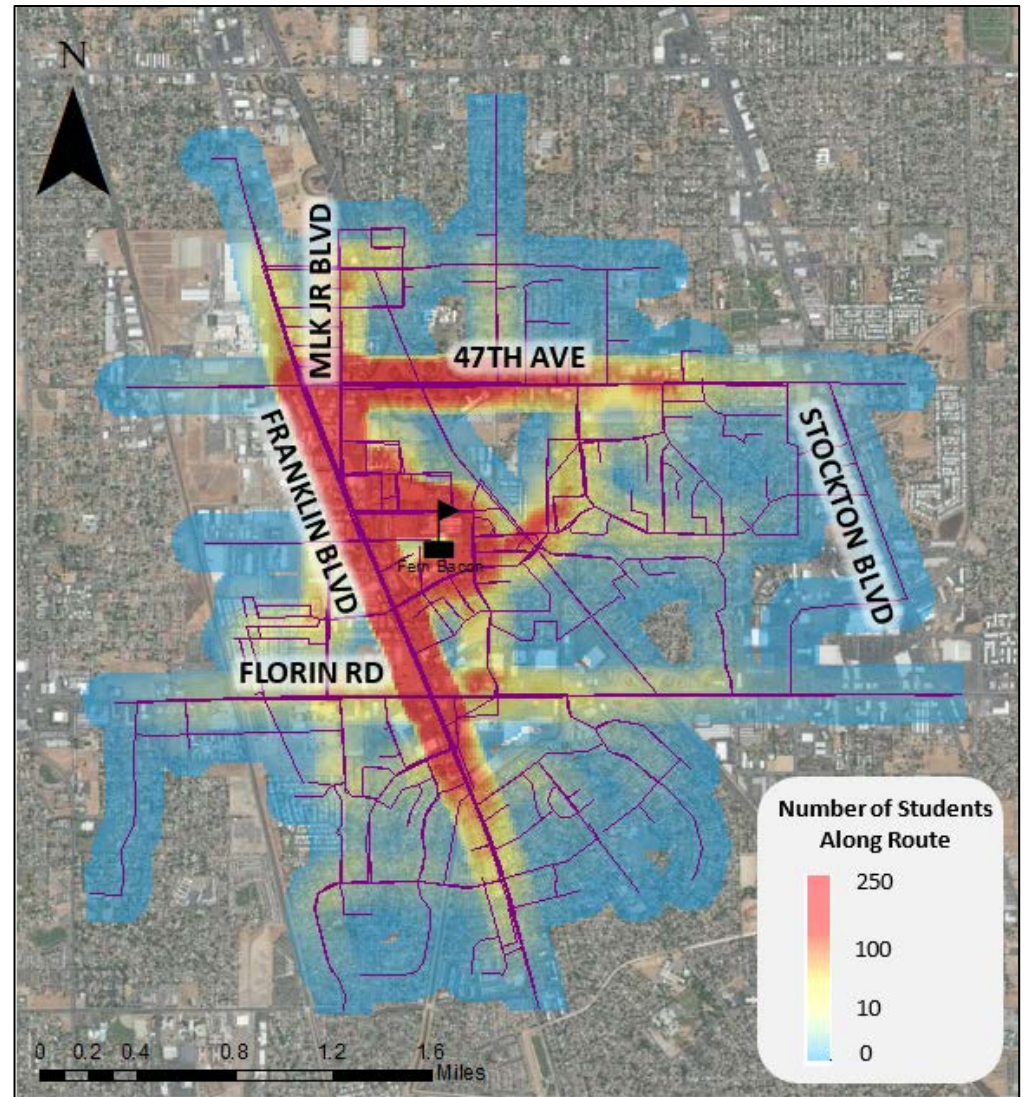 N
MLK JR BLVD
47TH AVE
FRANKLIN BLVD
STOCKTON BLVD
Fern Bacon
FLORIN RD
Number of Students
Along Route
250
100
10
0
0 0.2 0.4 0.8 1.2 1.6
Miles